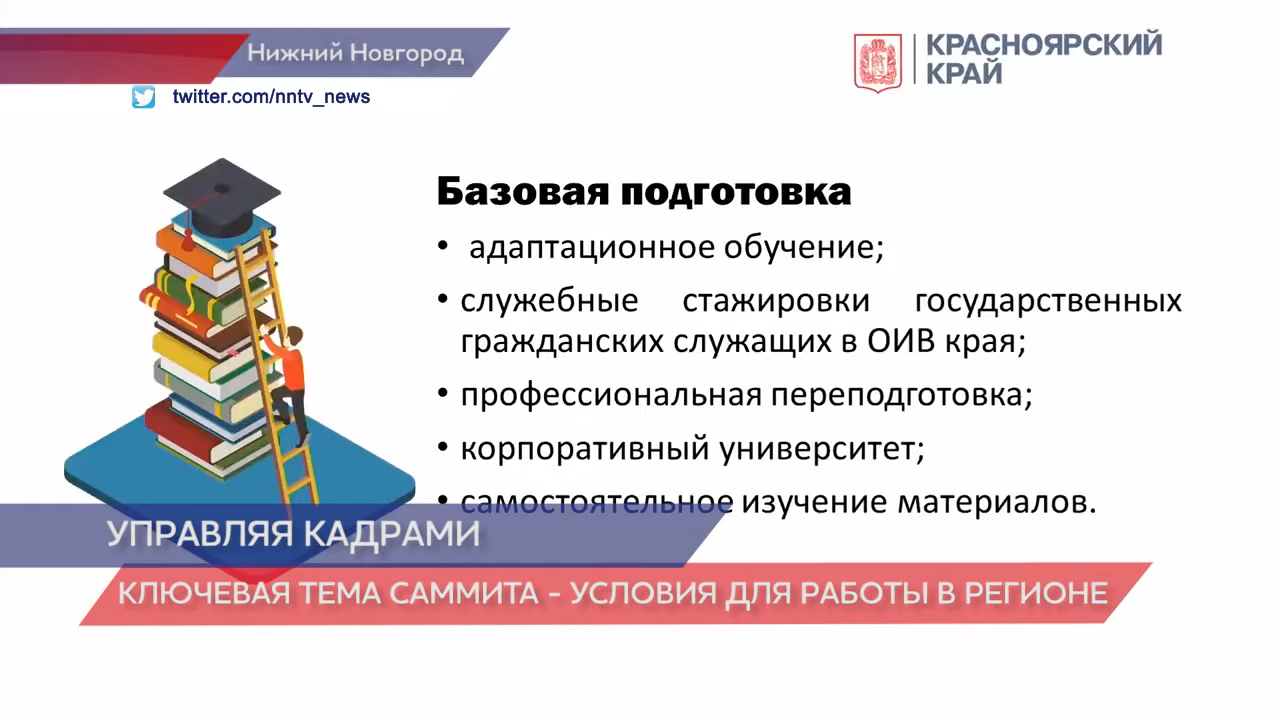 Нижний Новгород
twitter.com/nntv_news
КРАСНОЯРСКИЙ
КРАЙ
Базовая подготовка
• адаптационное обучение;
• служебные стажировки государственных
гражданских служащих в ОИВ края;
• профессиональная переподготовка;
• корпоративный университет;
• самостоятельное изучение материалов.
УПРАВЛЯЯ КАДРАМИ
КЛЮЧЕВАЯ ТЕМА САММИТА - УСЛОВИЯ ДЛЯ РАБОТЫ В РЕГИОНЕ